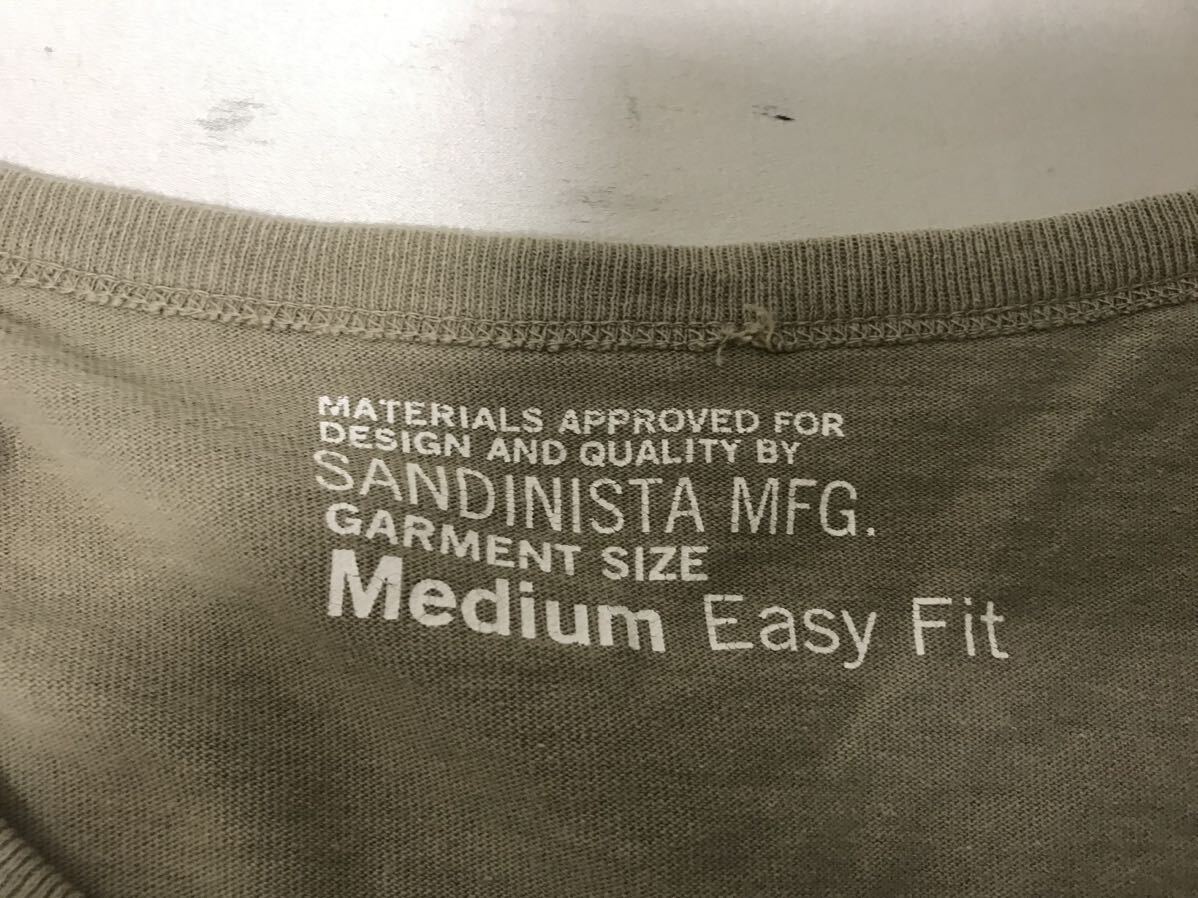 MATERIALS APPROVED FOR
DESIGN AND QUALITY BY
SANDINISTA MFG.
GARMENT SIZE
Medium Easy Fit